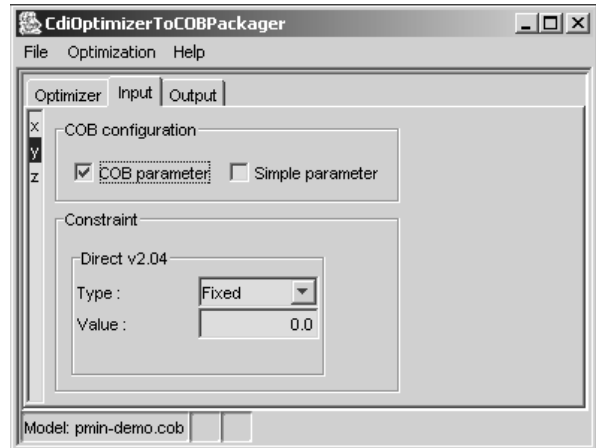 CdiOptimizerToCOBPackager
File Optimization Help
Optimizer Input Output
x
y
z
COB configuration
COB parameter Simple parameter
Constraint
Direct v2.04
Type : Fixed
Value : 0.0
Model: pmin-demo.cob